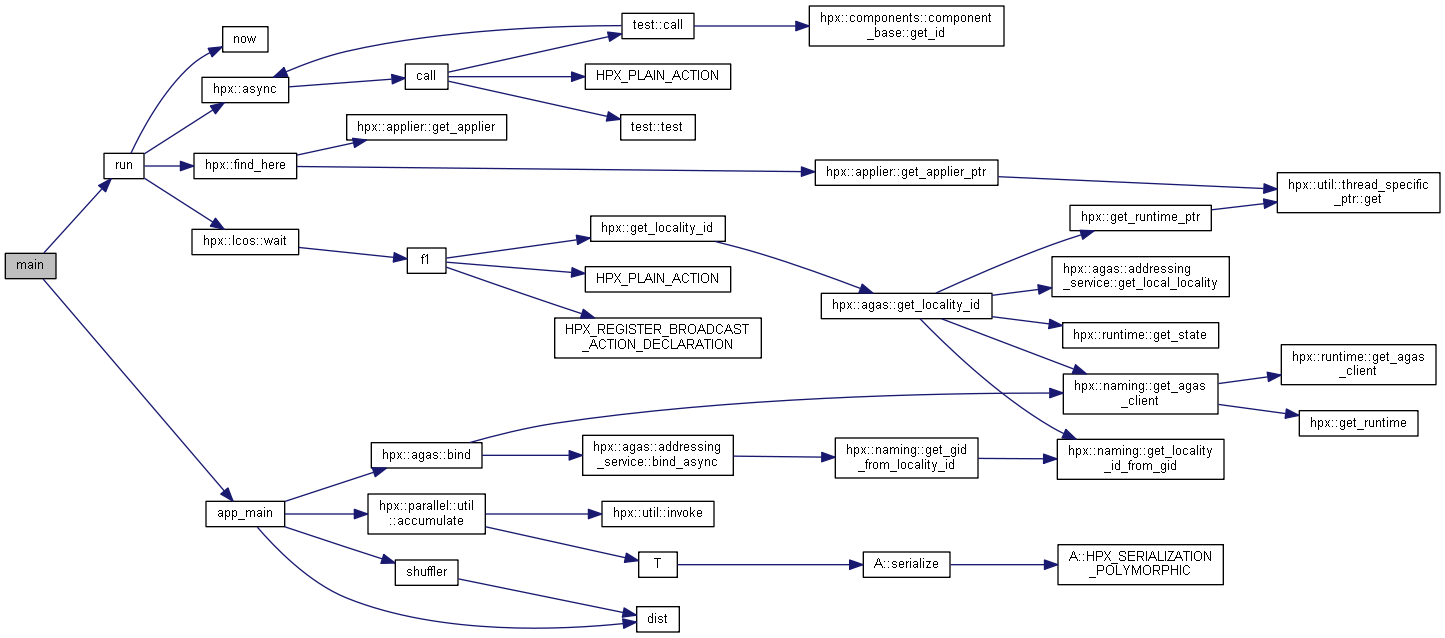 main
run
app_main
now
hpx::async
hpx::find_here
hpx::lcos::wait
call
hpx::applier::get_applier
f1
test::call
HPX_PLAIN_ACTION
test::test
hpx::components::component
_base::get_id
hpx::applier::get_applier_ptr
hpx::util::thread_specific
_ptr::get
hpx::get_locality_id
HPX_PLAIN_ACTION
HPX_REGISTER_BROADCAST
_ACTION_DECLARATION
hpx::agas::get_locality_id
hpx::get_runtime_ptr
hpx::agas::addressing
_service::get_local_locality
hpx::runtime::get_state
hpx::naming::get_agas
_client
hpx::runtime::get_agas
_client
hpx::get_runtime
hpx::naming::get_locality
_id_from_gid
hpx::agas::bind
hpx::agas::addressing
_service::bind_async
hpx::naming::get_gid
_from_locality_id
hpx::parallel::util
::accumulate
hpx::util::invoke
T
A::serialize
A::HPX_SERIALIZATION
_POLYMORPHIC
shuffler
dist